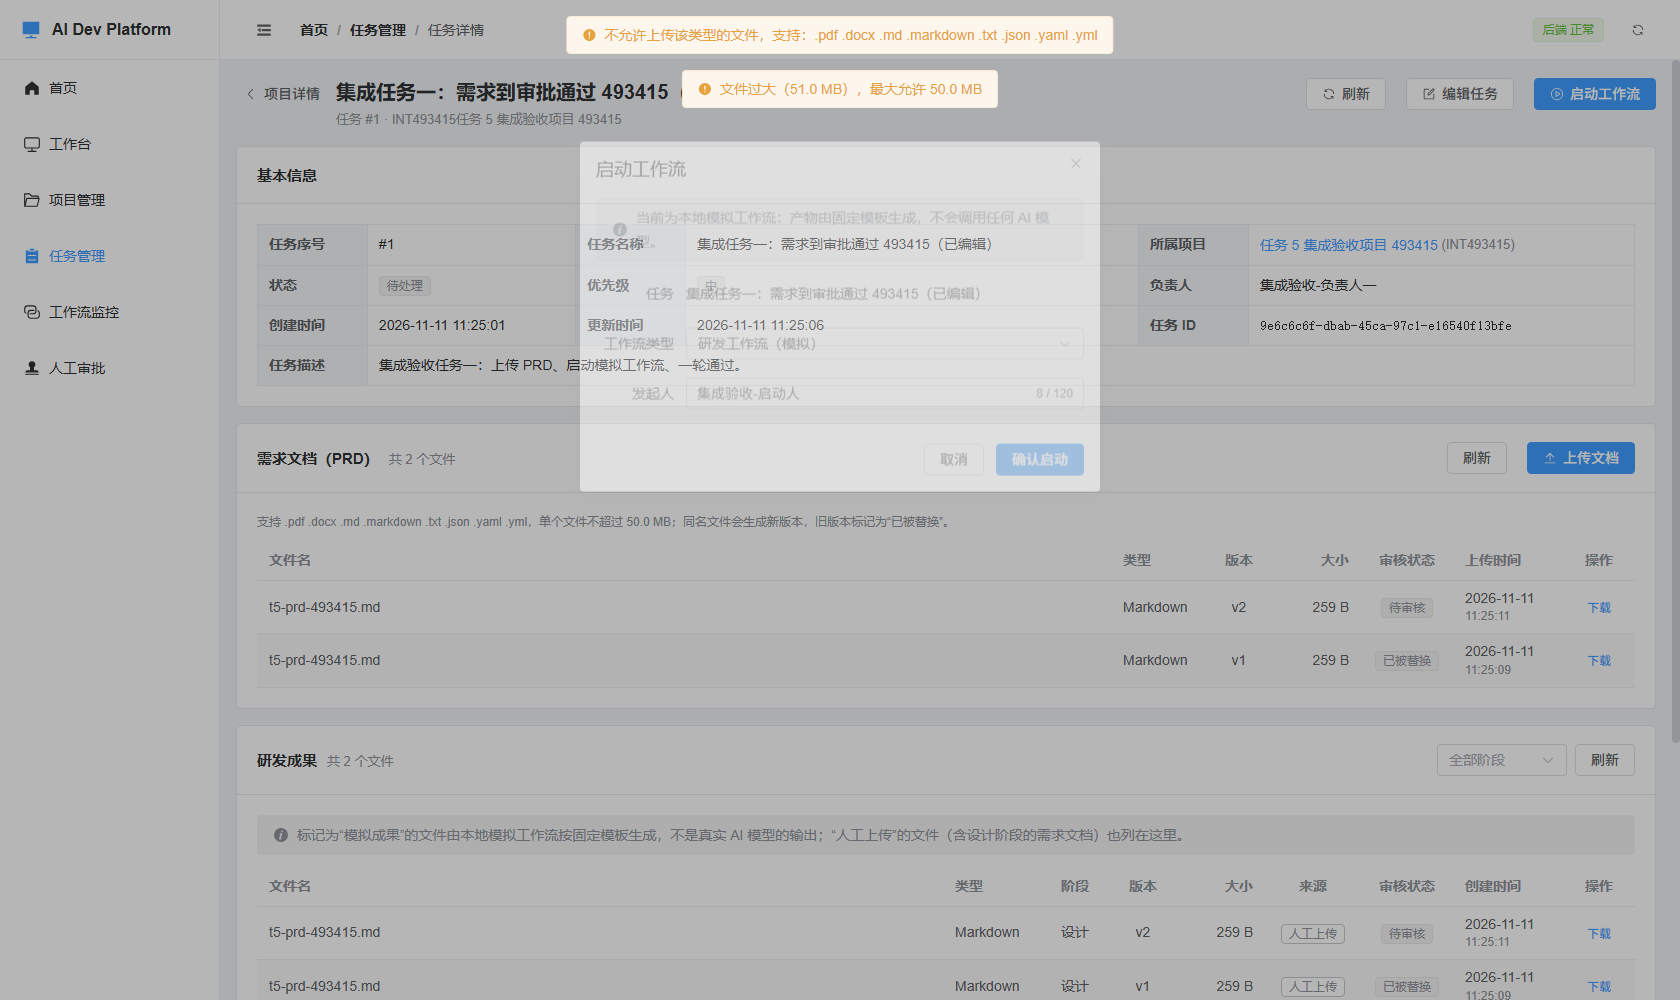 AI Dev Platform
首页
工作台
项目管理
任务管理
工作流监控
人工审批
首页 / 任务管理 / 任务详情
后端 正常
不允许上传该类型的文件，支持：.pdf .docx .md .markdown .txt .json .yaml .yml
文件过大（51.0 MB），最大允许 50.0 MB
项目详情
集成任务一：需求到审批通过 493415
任务 #1 · INT493415任务 5 集成验收项目 493415
刷新
编辑任务
启动工作流
启动工作流
当前为本地模拟工作流：产物由固定模板生成，不会调用任何 AI 模
型。
任务 集成任务一：需求到审批通过 493415（已编辑）
工作流类型 研发工作流（模拟）
发起人 集成验收-启动人 8 / 120
取消 确认启动
基本信息
任务序号 #1 任务名称 集成任务一：需求到审批通过 493415（已编辑） 所属项目 任务 5 集成验收项目 493415 (INT493415)
状态 待处理 优先级 中 负责人 集成验收-负责人一
创建时间 2026-11-11 11:25:01 更新时间 2026-11-11 11:25:06 任务 ID 9e6c6c6f-dbab-45ca-97c1-e16540f13bfe
任务描述 集成验收任务一：上传 PRD、启动模拟工作流、一轮通过。
需求文档（PRD） 共 2 个文件 刷新 上传文档
支持 .pdf .docx .md .markdown .txt .json .yaml .yml，单个文件不超过 50.0 MB；同名文件会生成新版本，旧版本标记为“已被替换”。
文件名 类型 版本 大小 审核状态 上传时间 操作
t5-prd-493415.md Markdown v2 259 B 待审核 2026-11-11 11:25:11 下载
t5-prd-493415.md Markdown v1 259 B 已被替换 2026-11-11 11:25:09 下载
研发成果 共 2 个文件 全部阶段 刷新
标记为“模拟成果”的文件由本地模拟工作流按固定模板生成，不是真实 AI 模型的输出；“人工上传”的文件（含设计阶段的需求文档）也列在这里。
文件名 类型 阶段 版本 大小 来源 审核状态 创建时间 操作
t5-prd-493415.md Markdown 设计 v2 259 B 人工上传 待审核 2026-11-11 11:25:11 下载
t5-prd-493415.md Markdown 设计 v1 259 B 人工上传 已被替换 2026-11-11 11:25:09 下载